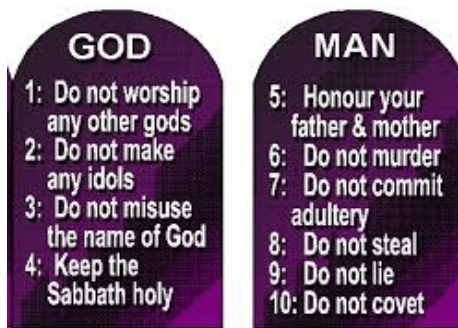 GOD
1: Do not worship
any other gods
2: Do not make
any idols
3: Do not misuse
the name of God
4: Keep the
Sabbath holy
MAN
5: Honour your
father & mother
6: Do not murder
7: Do not commit
adultery
8: Do not steal
9: Do not lie
10: Do not covet